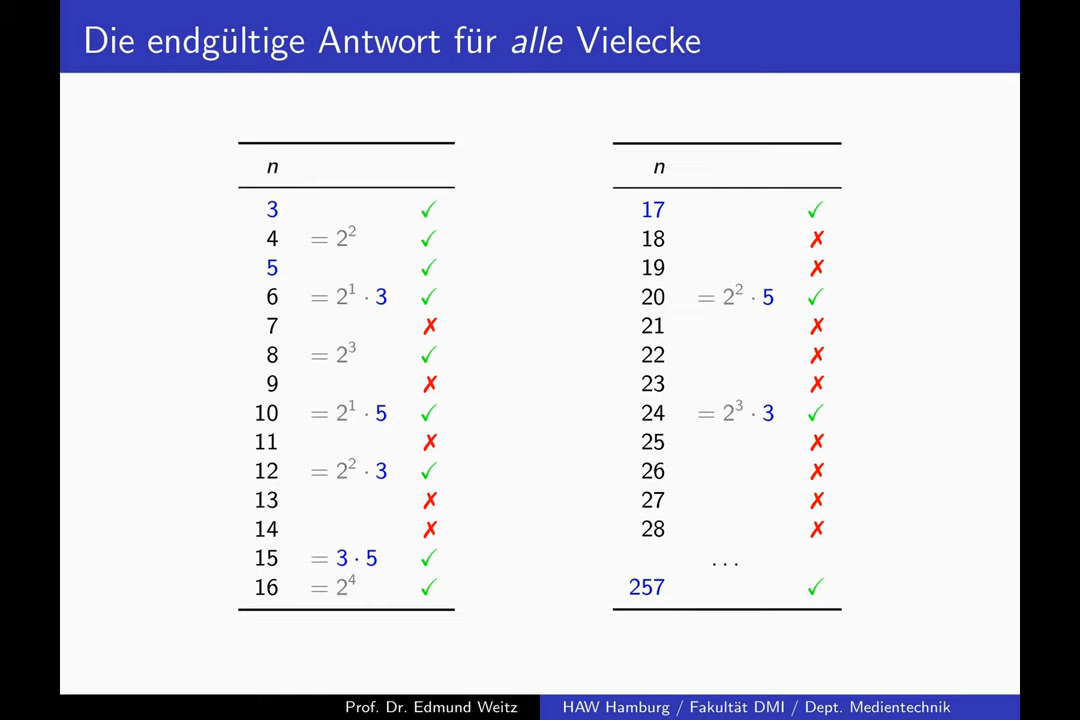 Die endgültige Antwort für alle Vielecke
n
3 ✓
4 = 2² ✓
5 ✓
6 = 2¹ · 3 ✓
7 ✗
8 = 2³ ✓
9 ✗
10 = 2¹ · 5 ✓
11 ✗
12 = 2² · 3 ✓
13 ✗
14 ✗
15 = 3 · 5 ✓
16 = 2⁴ ✓
n
17 ✓
18 ✗
19 ✗
20 = 2² · 5 ✓
21 ✗
22 ✗
23 ✗
24 = 2³ · 3 ✓
25 ✗
26 ✗
27 ✗
28 ✗
...
257 ✓
Prof. Dr. Edmund Weitz
HAW Hamburg / Fakultät DMI / Dept. Medientechnik